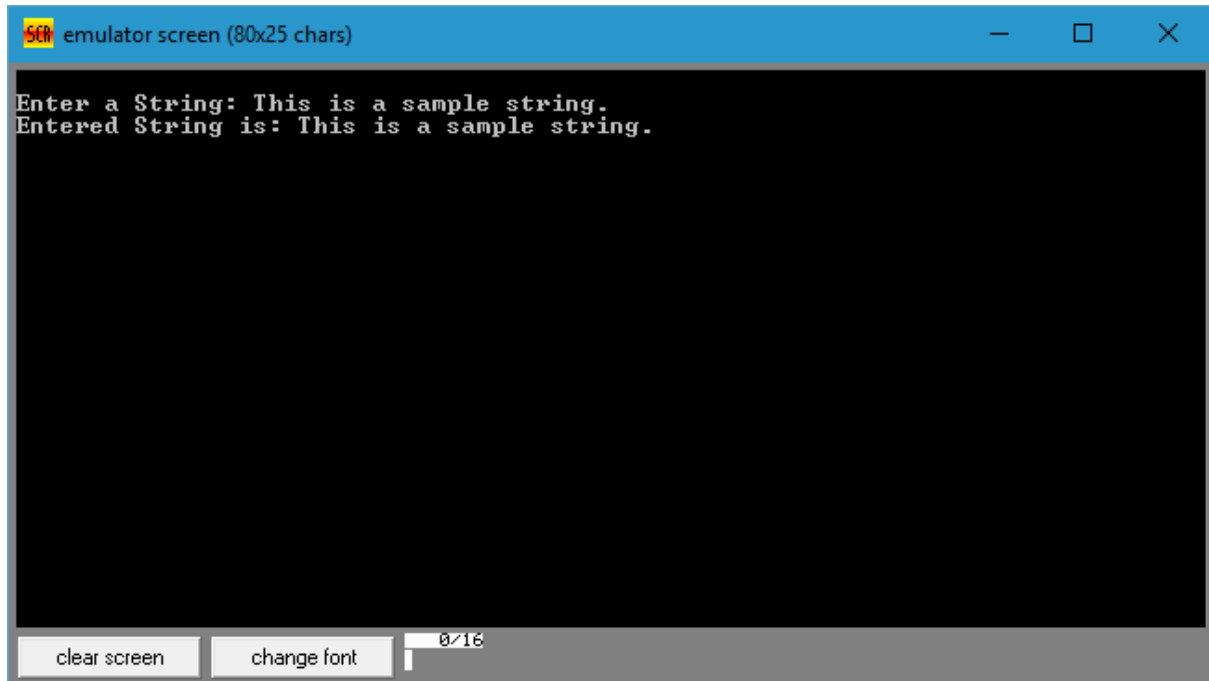 SCR emulator screen (80x25 chars)
Enter a String: This is a sample string.
Entered String is: This is a sample string.
clear screen change font 0/16